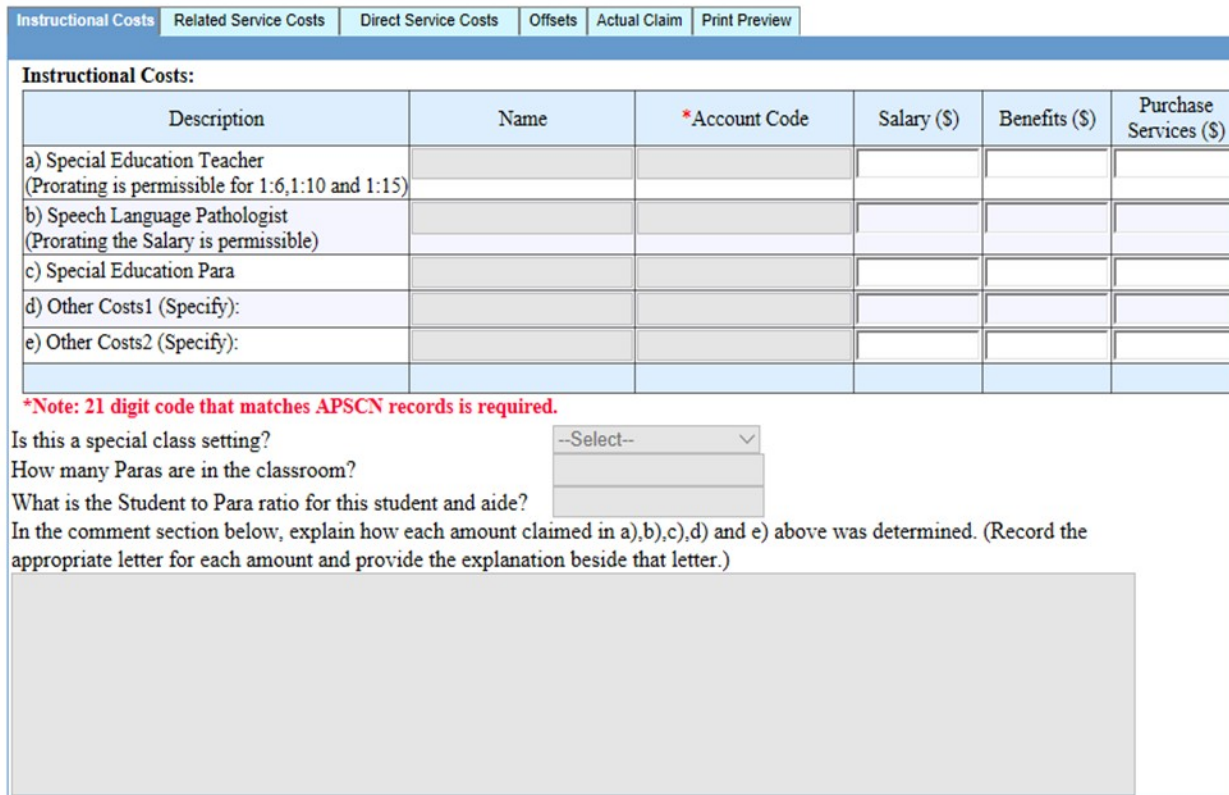 Instructional Costs Related Service Costs Direct Service Costs Offsets Actual Claim Print Preview
Instructional Costs:
Description Name *Account Code Salary ($) Benefits ($) Purchase Services ($)
a) Special Education Teacher
(Prorating is permissible for 1:6,1:10 and 1:15)
b) Speech Language Pathologist
(Prorating the Salary is permissible)
c) Special Education Para
d) Other Costs1 (Specify):
e) Other Costs2 (Specify):
*Note: 21 digit code that matches APSCN records is required.
Is this a special class setting? --Select--
How many Paras are in the classroom?
What is the Student to Para ratio for this student and aide?
In the comment section below, explain how each amount claimed in a),b),c),d) and e) above was determined. (Record the
appropriate letter for each amount and provide the explanation beside that letter.)